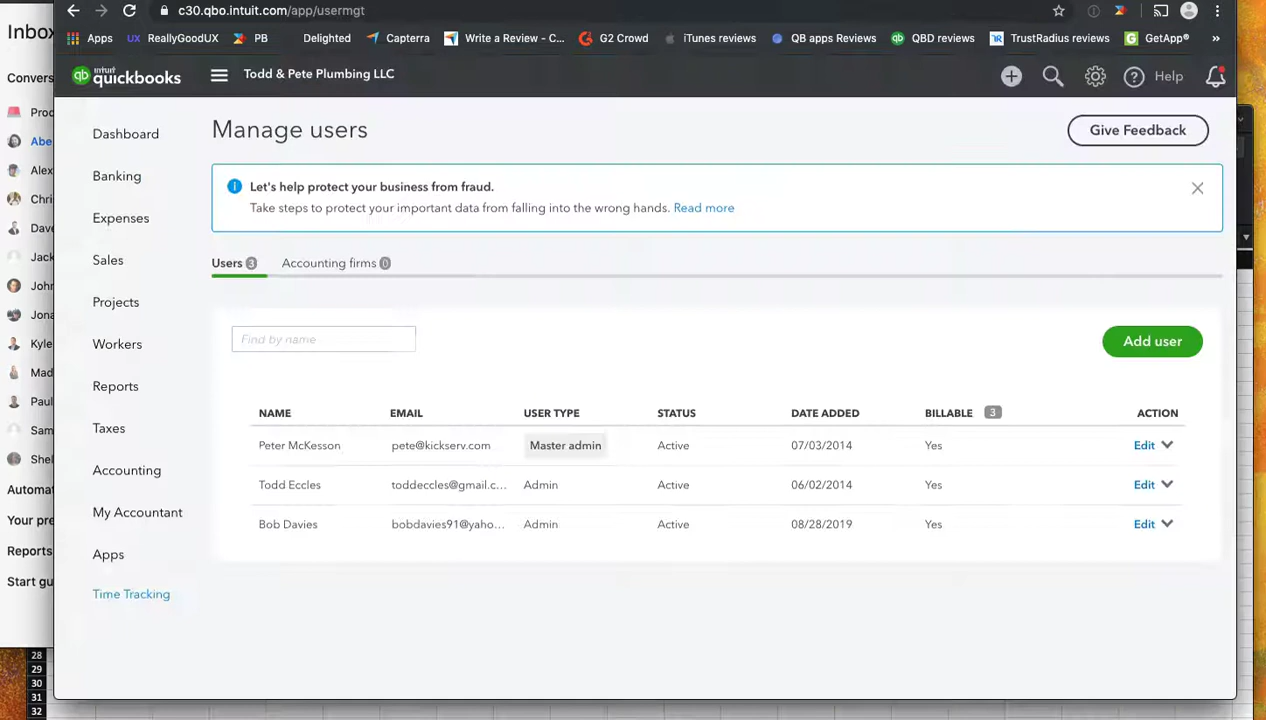 c30.qbo.intuit.com/app/usermgt
Apps
ReallyGoodUX
PB
Delighted
Capterra
Write a Review - C...
G2 Crowd
iTunes reviews
QB apps Reviews
QBD reviews
TrustRadius reviews
GetApp®
»
Inbox
intuit
quickbooks
Todd & Pete Plumbing LLC
Help
Convers
Prod
Abe
Alex
Chri
Dave
Jack
John
Jona
Kyle
Mad
Paul
Sam
Shel
Automat
Your pre
Reports
Start gu
Dashboard
Banking
Expenses
Sales
Projects
Workers
Reports
Taxes
Accounting
My Accountant
Apps
Time Tracking
Manage users
Give Feedback
Let's help protect your business from fraud.
Take steps to protect your important data from falling into the wrong hands. Read more
Users 3 Accounting firms 0
Find by name
Add user
NAME EMAIL USER TYPE STATUS DATE ADDED BILLABLE 3 ACTION
Peter McKesson pete@kickserv.com Master admin Active 07/03/2014 Yes Edit
Todd Eccles toddeccles@gmail.c... Admin Active 06/02/2014 Yes Edit
Bob Davies bobdavies91@yaho... Admin Active 08/28/2019 Yes Edit
28
29
30
31
32